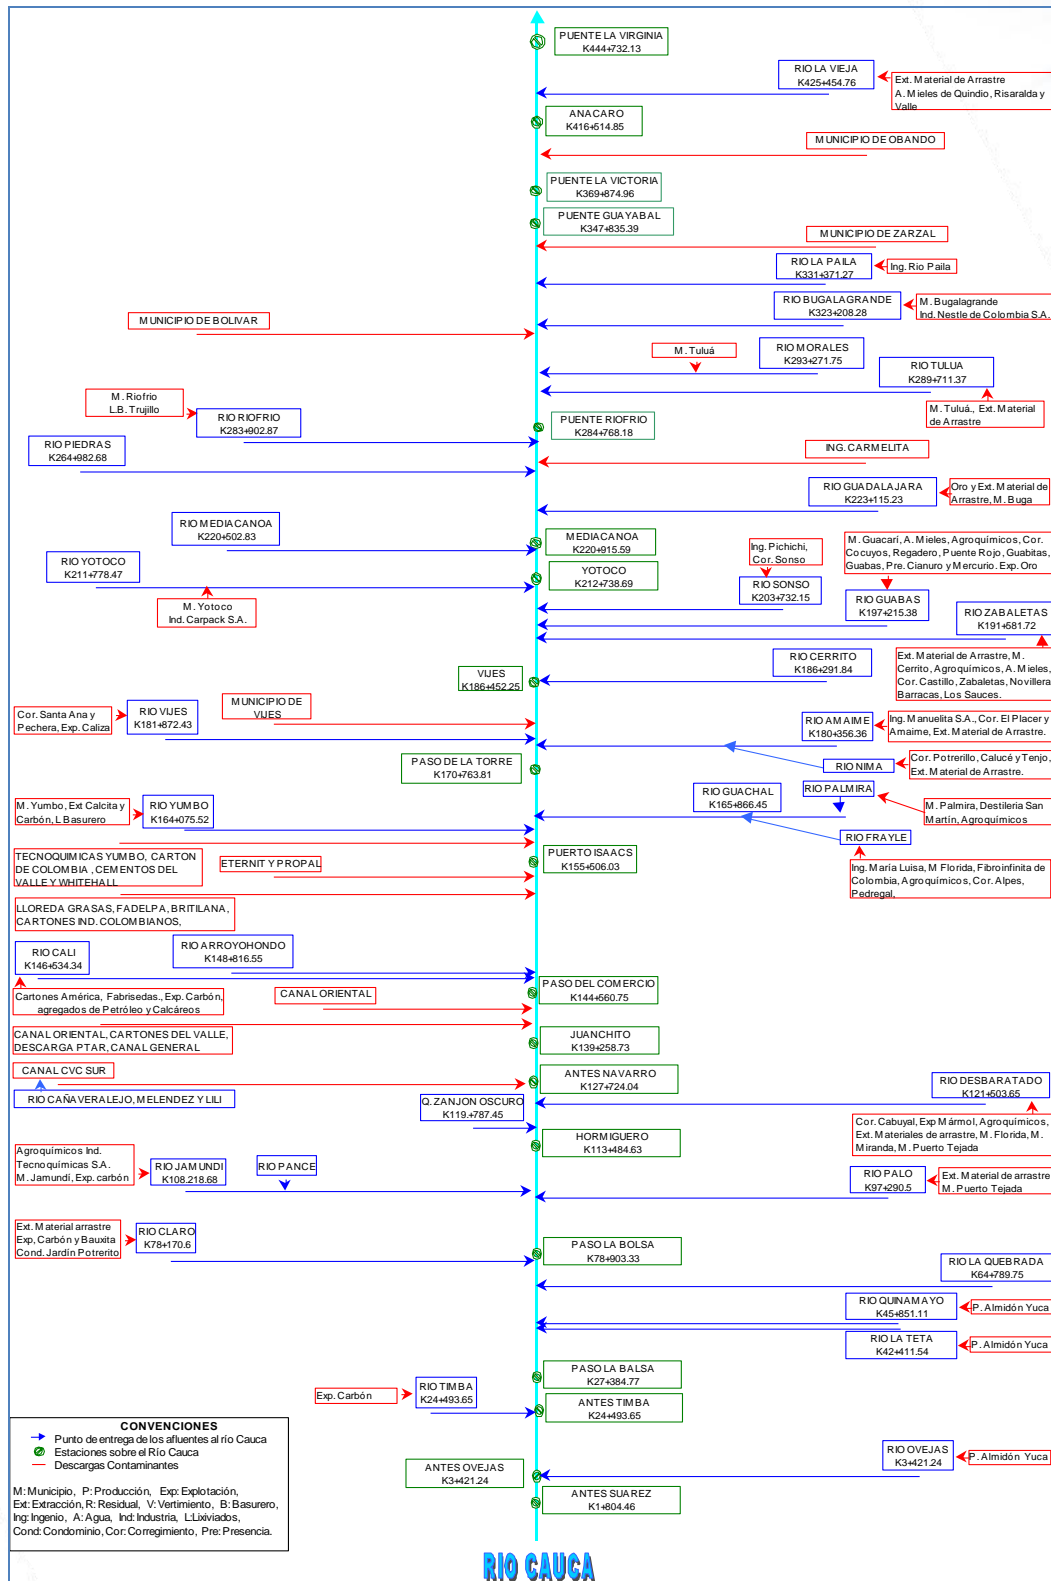 PUENTE LA VIRGINIA
K444+732.13
RIO LA VIEJA
K425+454.76
Ext. Material de Arrastre
A. Mieles de Quindio, Risaralda y
Valle
ANACARO
K416+514.85
MUNICIPIO DE OBANDO
PUENTE LA VICTORIA
K369+874.96
PUENTE GUAYABAL
K347+835.39
MUNICIPIO DE ZARZAL
RIO LA PAILA
K331+371.27
Ing. Rio Paila
RIO BUGALAGRANDE
K323+208.28
M. Bugalagrande
Ind. Nestle de Colombia S.A.
MUNICIPIO DE BOLIVAR
M. Tuluá
RIO MORALES
K293+271.75
RIO TULUA
K289+711.37
M. Tuluá., Ext. Material
de Arrastre
M. Riofrio
L.B. Trujillo
RIO RIOFRIO
K283+902.87
PUENTE RIOFRIO
K284+768.18
RIO PIEDRAS
K264+982.68
ING. CARMELITA
RIO GUADALAJARA
K223+115.23
Oro y Ext. Material de
Arrastre, M. Buga
RIO MEDIACANOA
K220+502.83
MEDIACANOA
K220+915.59
RIO YOTOCO
K211+778.47
YOTOCO
K212+738.69
M. Yotoco
Ind. Carpack S.A.
Ing. Pichichi,
Cor. Sonso
RIO SONSO
K203+732.15
M. Guacarí, A. Mieles, Agroquímicos, Cor.
Cocuyos, Regadero, Puente Rojo, Guabitas,
Guabas, Pre. Cianuro y Mercurio. Exp. Oro
RIO GUABAS
K197+215.38
RIO ZABALETAS
K191+581.72
Ext. Material de Arrastre, M.
Cerrito, Agroquímicos, A. Mieles,
Cor. Castillo, Zabaletas, Novillera
Barracas, Los Sauces.
RIO CERRITO
K186+291.84
VIJES
K186+452.25
MUNICIPIO DE
VIJES
Cor. Santa Ana y
Pechera, Exp. Caliza
RIO VIJES
K181+872.43
RIO AMAIME
K180+356.36
Ing. Manuelita S.A., Cor. El Placer y
Amaime, Ext. Material de Arrastre.
PASO DE LA TORRE
K170+763.81
RIO NIMA
Cor. Potrerillo, Calucé y Tenjo,
Ext. Material de Arrastre.
RIO GUACHAL
K165+866.45
RIO PALMIRA
M. Palmira, Destileria San
Martín, Agroquímicos
M. Yumbo, Ext Calcita y
Carbón, L Basurero
RIO YUMBO
K164+075.52
RIO FRAYLE
Ing. María Luisa, M Florida, Fibroinfinita de
Colombia, Agroquímicos, Cor. Alpes,
Pedregal,
TECNOQUIMICAS YUMBO, CARTON
DE COLOMBIA , CEMENTOS DEL
VALLE Y WHITEHALL
ETERNIT Y PROPAL
PUERTO ISAACS
K155+506.03
LLOREDA GRASAS, FADELPA, BRITILANA,
CARTONES IND. COLOMBIANOS,
RIO CALI
K146+534.34
RIO ARROYOHONDO
K148+816.55
Cartones América, Fabrisedas., Exp. Carbón,
agregados de Petróleo y Calcáreos
CANAL ORIENTAL
PASO DEL COMERCIO
K144+560.75
CANAL ORIENTAL, CARTONES DEL VALLE,
DESCARGA PTAR, CANAL GENERAL
JUANCHITO
K139+258.73
CANAL CVC SUR
RIO CAÑAVERALEJO, MELENDEZ Y LILI
ANTES NAVARRO
K127+724.04
RIO DESBARATADO
K121+503.65
Cor. Cabuyal, Exp Mármol, Agroquímicos,
Ext. Materiales de arrastre, M. Florida, M.
Miranda, M. Puerto Tejada
Q. ZANJON OSCURO
K119.+787.45
HORMIGUERO
K113+484.63
Agroquímicos Ind.
Tecnoquímicas S.A.
M. Jamundí, Exp. carbón
RIO JAMUNDI
K108.218.68
RIO PANCE
RIO PALO
K97+290.5
Ext. Material de arrastre
M. Puerto Tejada
Ext. Material arrastre
Exp, Carbón y Bauxita
Cond. Jardín Potrerito
RIO CLARO
K78+170.6
PASO LA BOLSA
K78+903.33
RIO LA QUEBRADA
K64+789.75
RIO QUINAMAYO
K45+851.11
P. Almidón Yuca
RIO LA TETA
K42+411.54
P. Almidón Yuca
PASO LA BALSA
K27+384.77
Exp. Carbón
RIO TIMBA
K24+493.65
ANTES TIMBA
K24+493.65
RIO OVEJAS
K3+421.24
P. Almidón Yuca
ANTES OVEJAS
K3+421.24
ANTES SUAREZ
K1+804.46
CONVENCIONES
Punto de entrega de los afluentes al río Cauca
Estaciones sobre el Río Cauca
Descargas Contaminantes
M: Municipio, P: Producción, Exp: Explotación,
Ext: Extracción, R: Residual, V: Vertimiento, B: Basurero,
Ing: Ingenio, A: Agua, Ind: Industria, L:Lixiviados,
Cond: Condominio, Cor: Corregimiento, Pre: Presencia.
RIO CAUCA